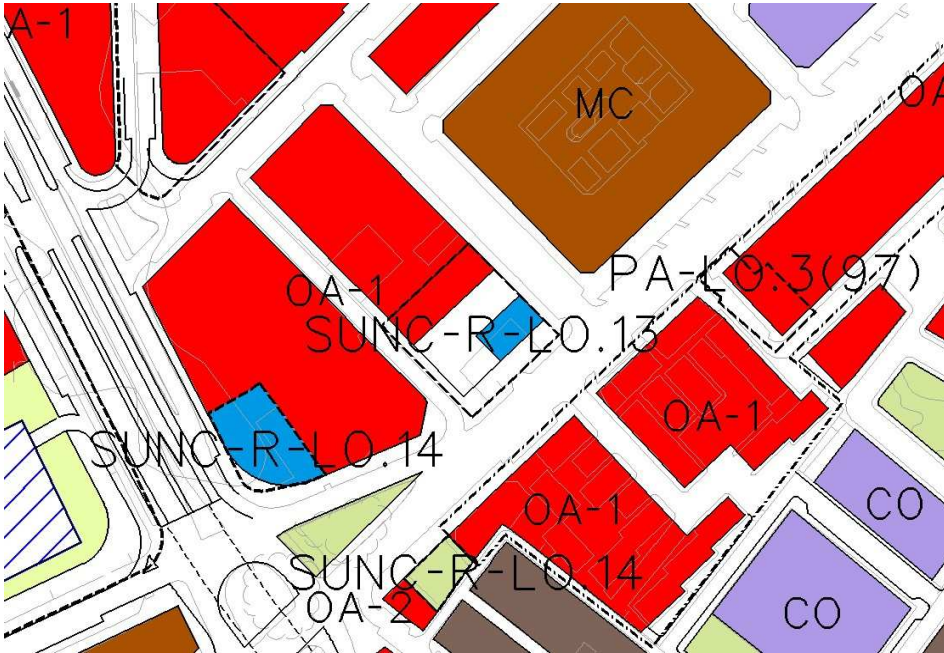 A-1
MC
OA
PA-LO.3(97)
OA-1
SUNC-R-LO.13
OA-1
SUNC-R-LO.14
OA-1
CO
SUNC-R-LO.14
OA-2
CO